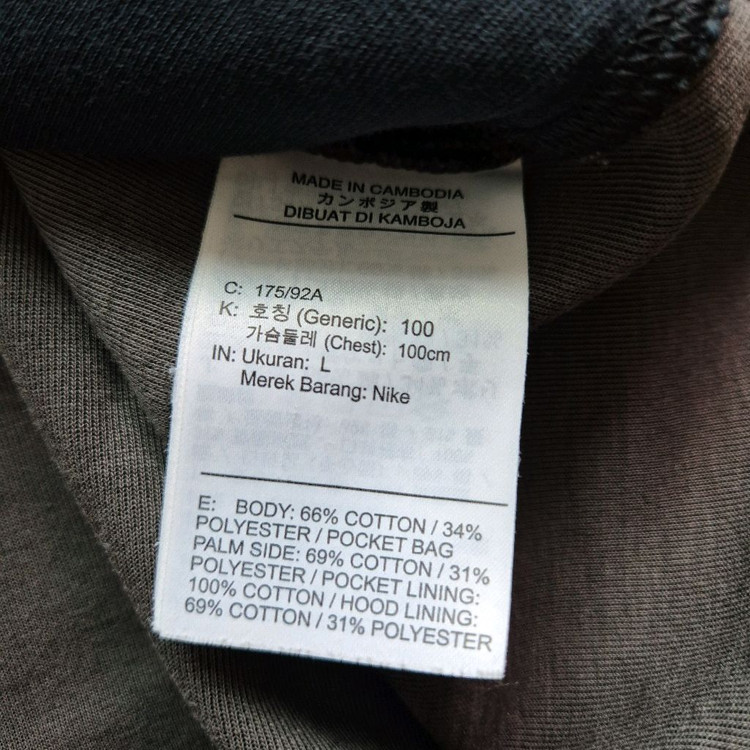 MADE IN CAMBODIA
カンボジア製
DIBUAT DI KAMBOJA
C: 175/92A
K: 호칭 (Generic): 100
가슴둘레 (Chest): 100cm
IN: Ukuran: L
Merek Barang: Nike
E: BODY: 66% COTTON / 34%
POLYESTER / POCKET BAG
PALM SIDE: 69% COTTON / 31%
POLYESTER / POCKET LINING:
100% COTTON / HOOD LINING:
69% COTTON / 31% POLYESTER